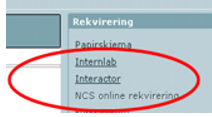 Rekvirering
Papirskjema
Internlab
Interactor
NCS online rekvirering